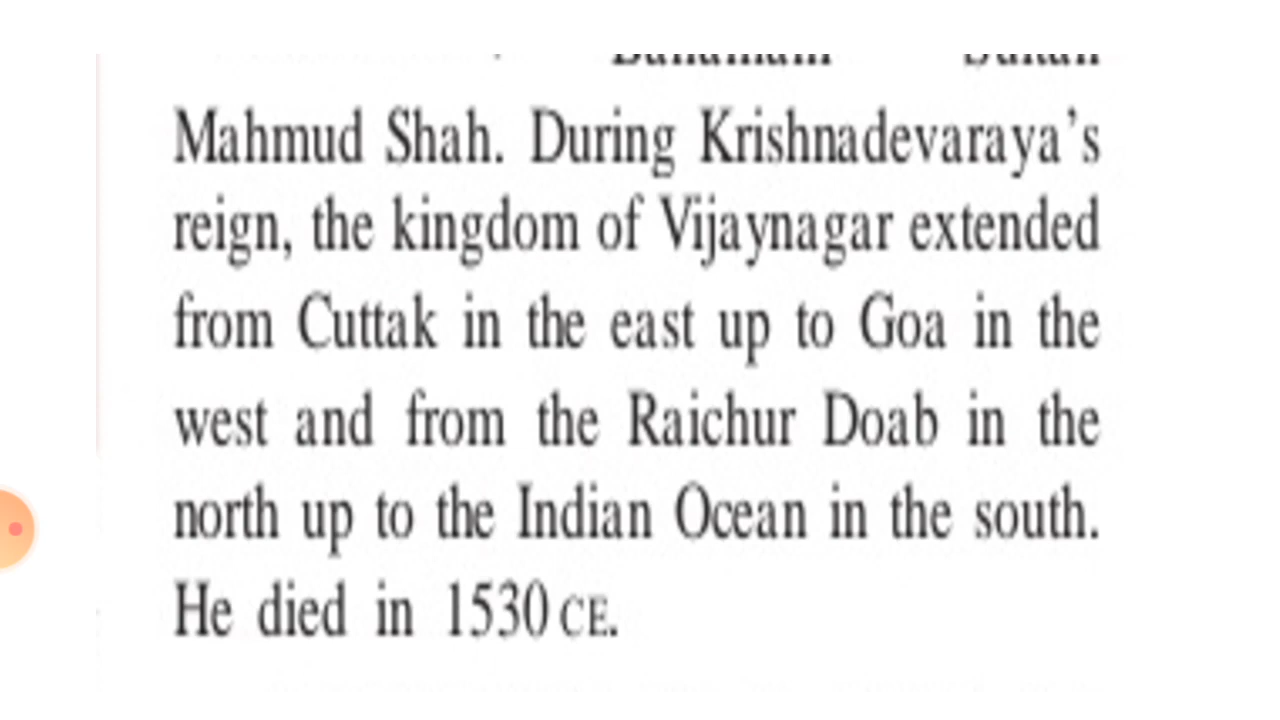 Mahmud Shah. During Krishnadevaraya's
reign, the kingdom of Vijaynagar extended
from Cuttak in the east up to Goa in the
west and from the Raichur Doab in the
north up to the Indian Ocean in the south.
He died in 1530 CE.